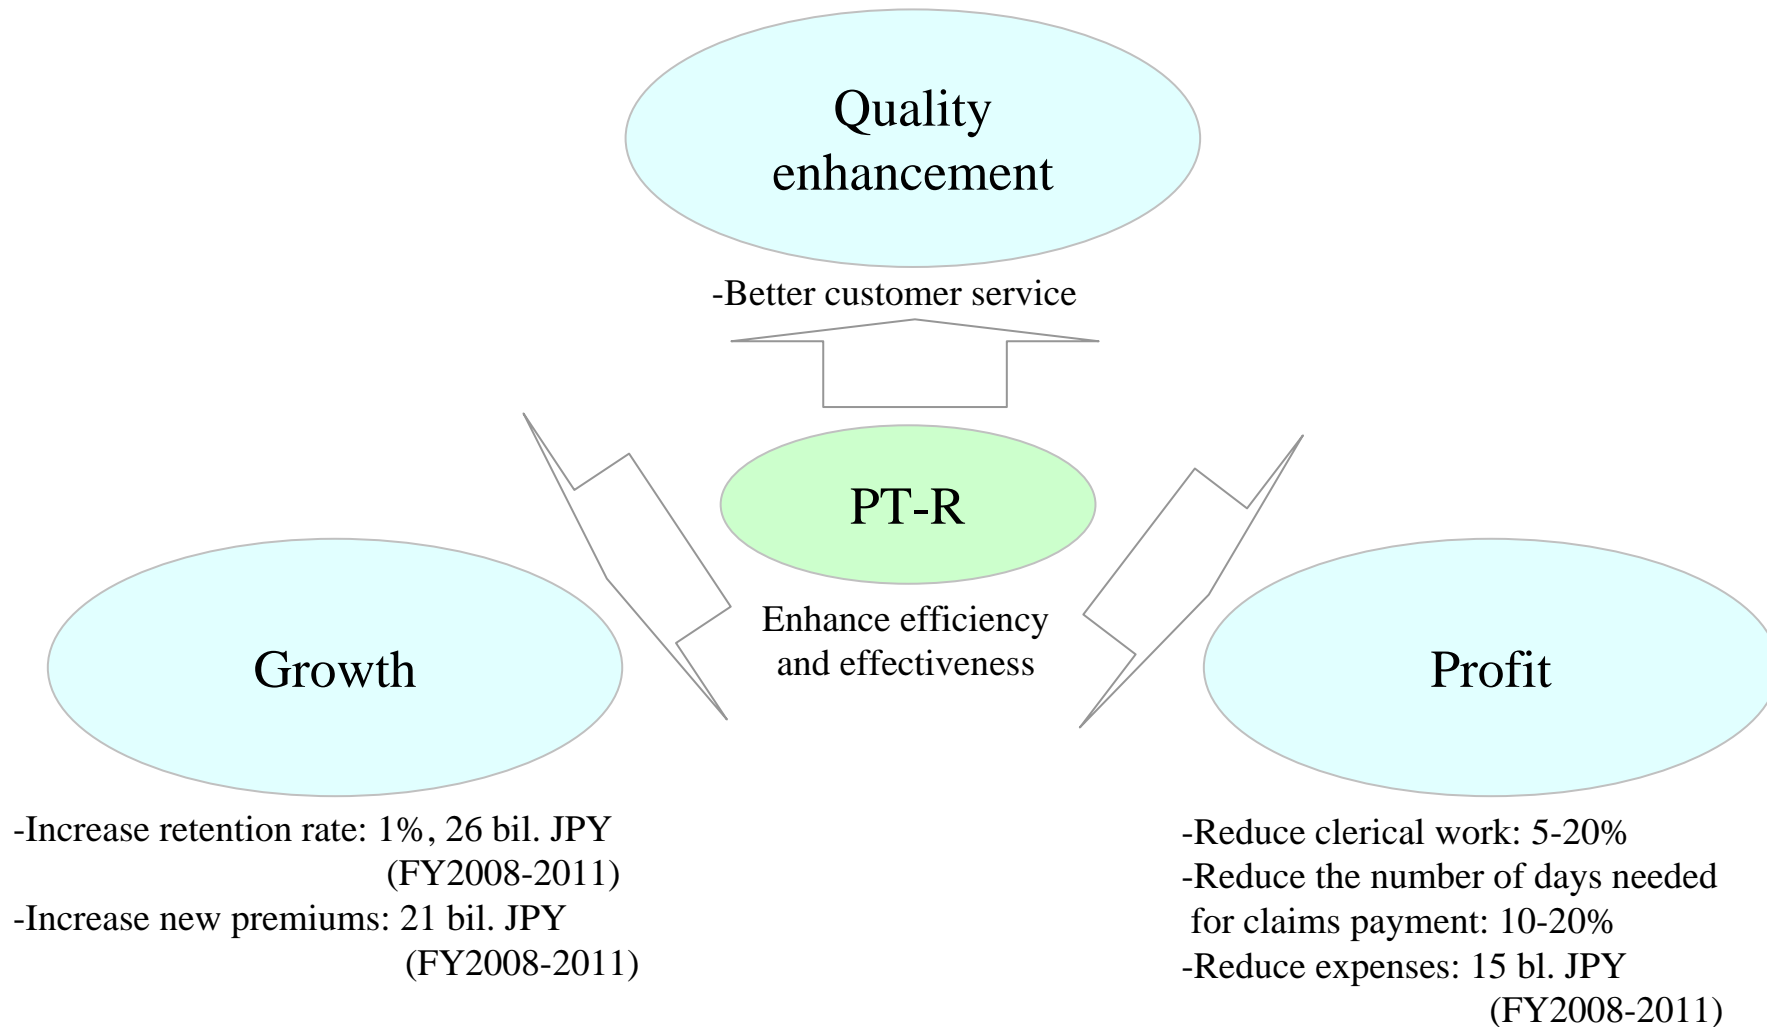 Quality
enhancement
-Better customer service
PT-R
Enhance efficiency
and effectiveness
Growth
-Increase retention rate: 1%, 26 bil. JPY
(FY2008-2011)
-Increase new premiums: 21 bil. JPY
(FY2008-2011)
Profit
-Reduce clerical work: 5-20%
-Reduce the number of days needed
for claims payment: 10-20%
-Reduce expenses: 15 bl. JPY
(FY2008-2011)